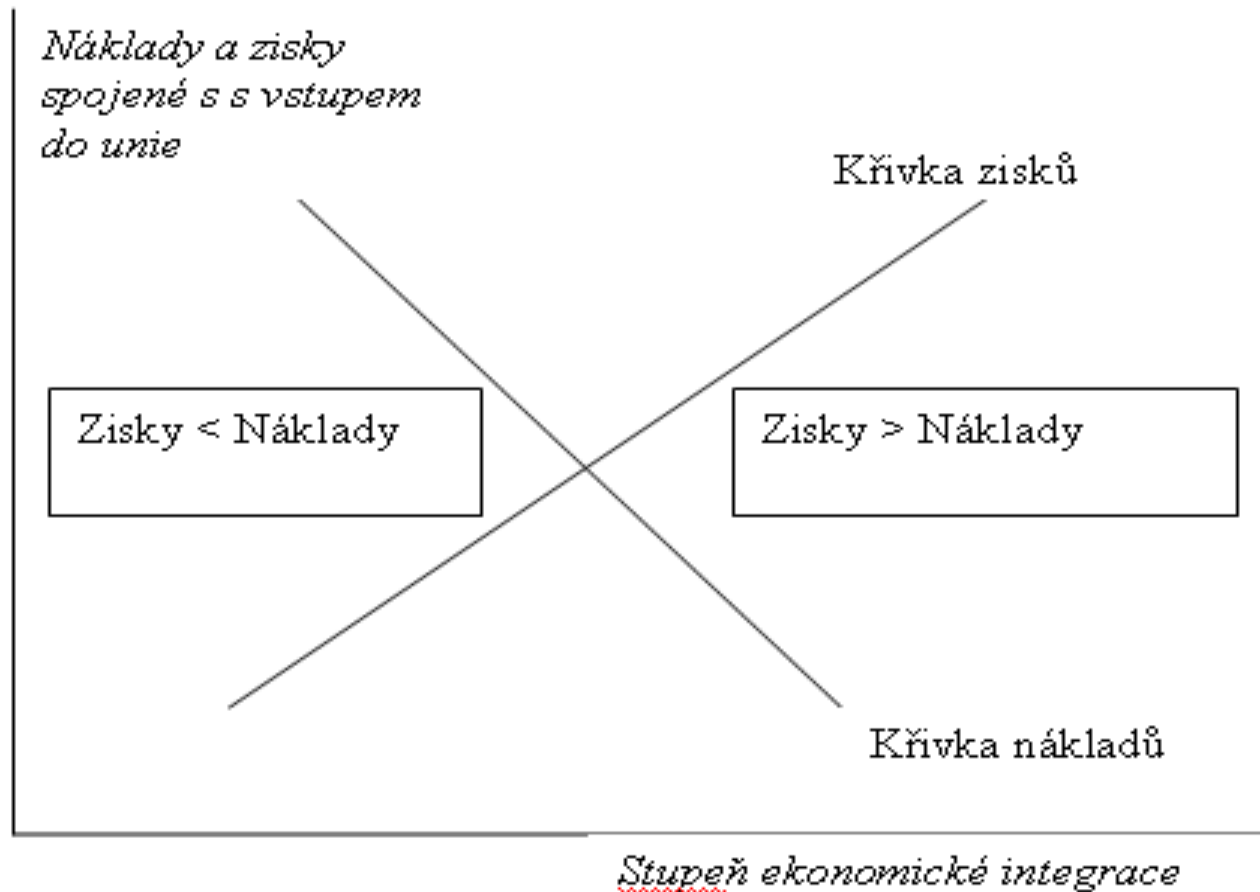 Náklady a zisky
spojené s s vstupem
do unie
Křivka zisků
Zisky < Náklady
Zisky > Náklady
Křivka nákladů
Stupeň ekonomické integrace